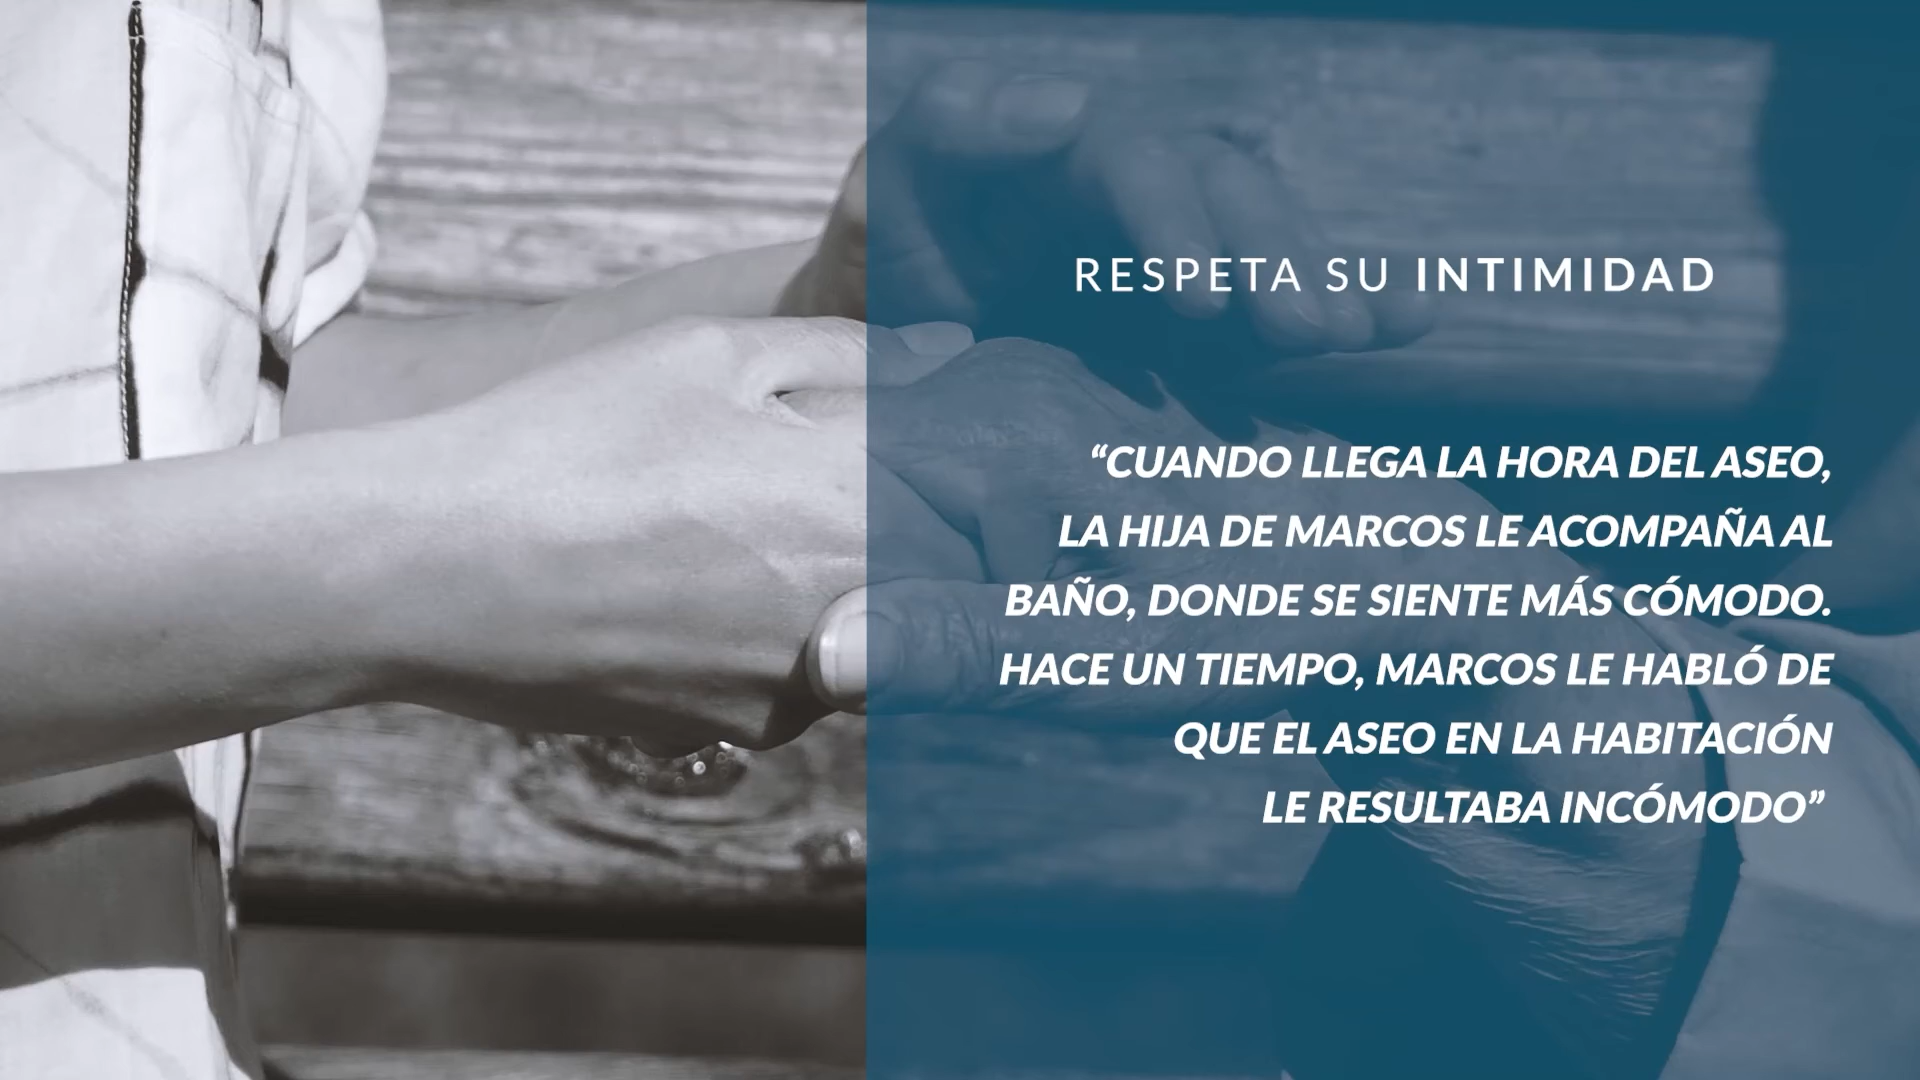 RESPETA SU INTIMIDAD
“CUANDO LLEGA LA HORA DEL ASEO,
LA HIJA DE MARCOS LE ACOMPAÑA AL
BAÑO, DONDE SE SIENTE MÁS CÓMODO.
HACE UN TIEMPO, MARCOS LE HABLÓ DE
QUE EL ASEO EN LA HABITACIÓN
LE RESULTABA INCÓMODO”